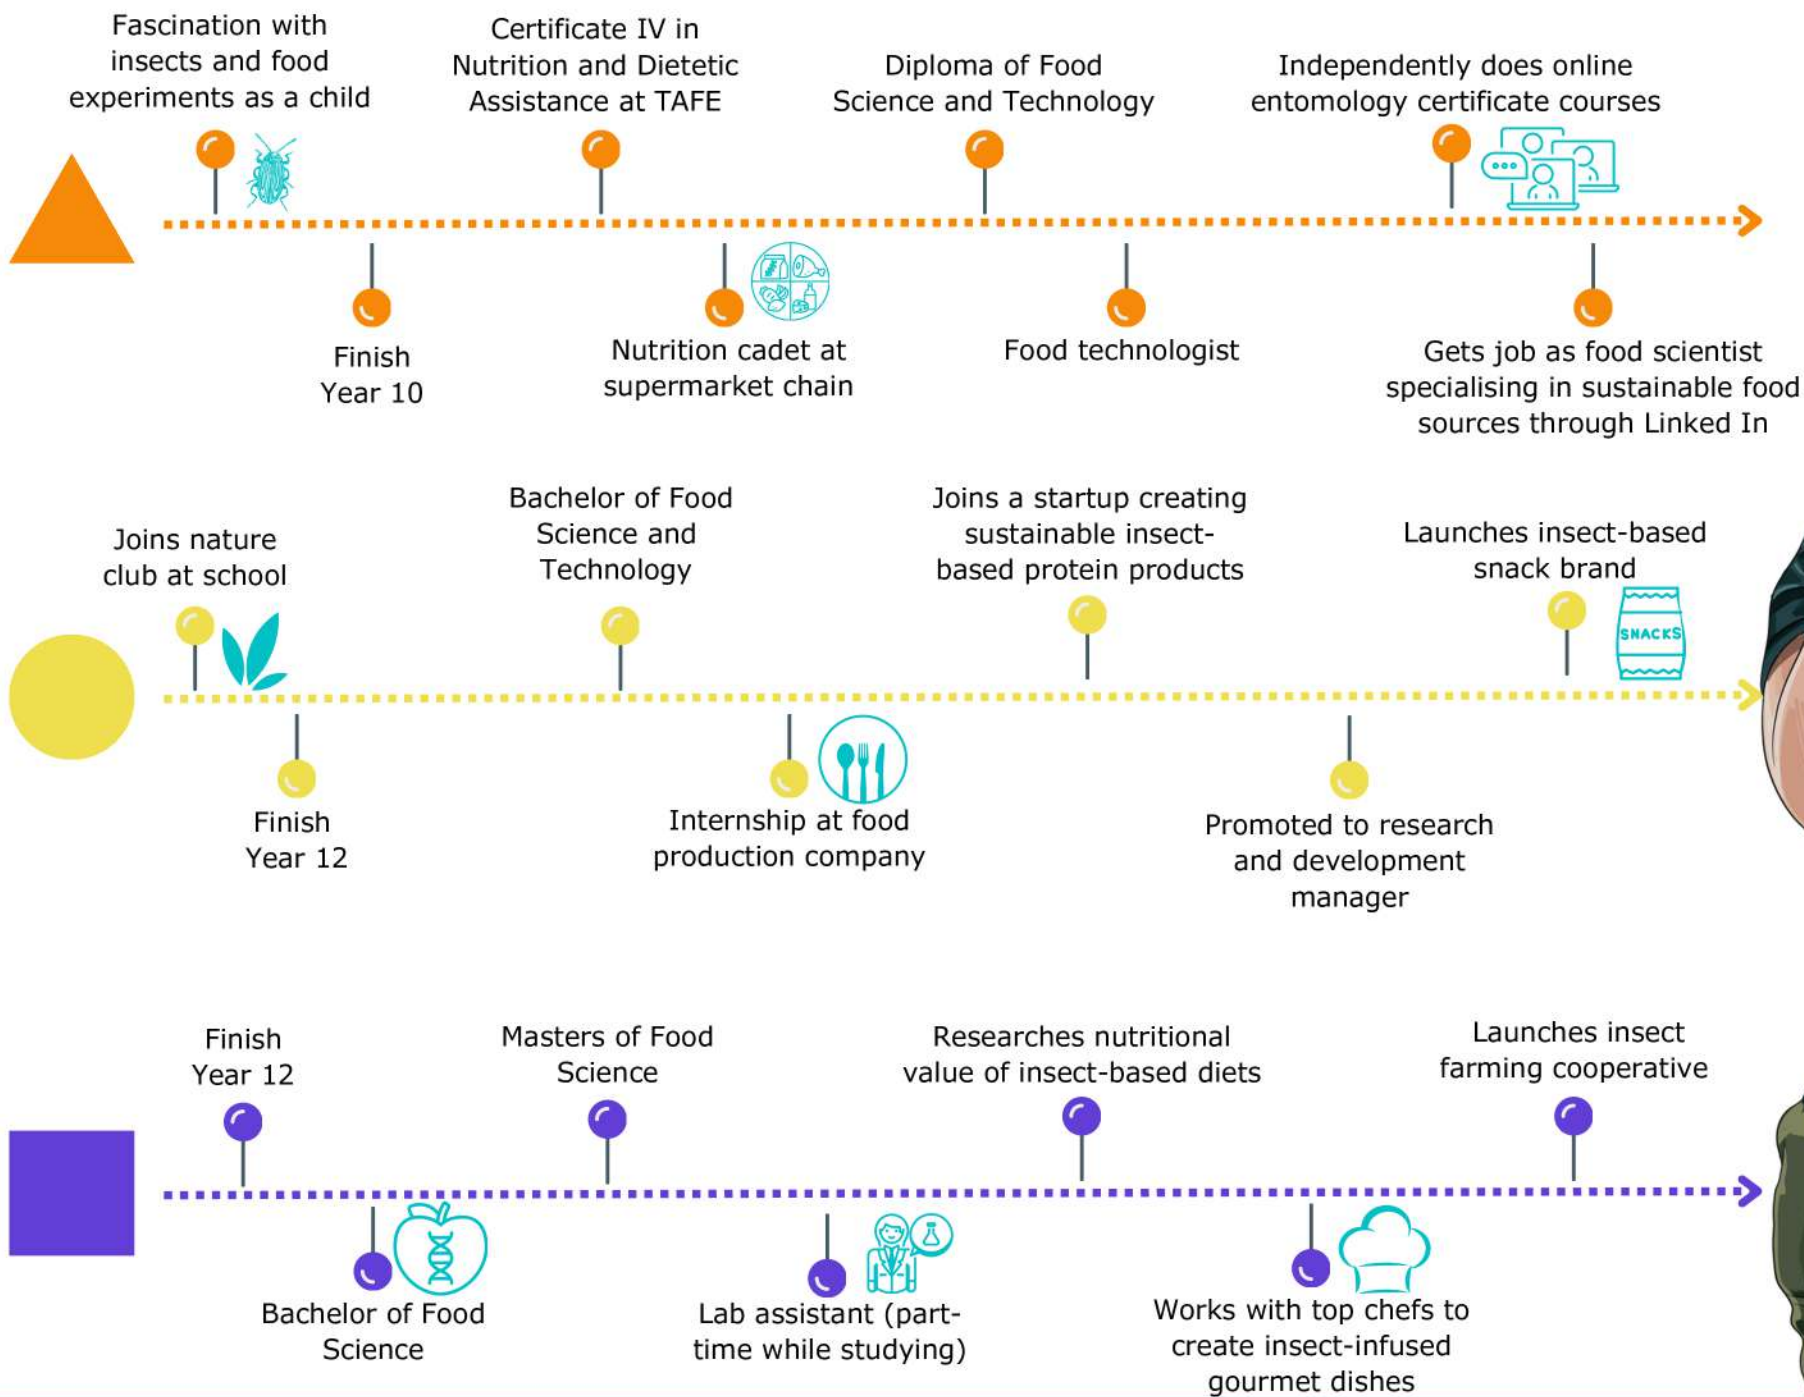 Fascination with
insects and food
experiments as a child
Certificate IV in
Nutrition and Dietetic
Assistance at TAFE
Diploma of Food
Science and Technology
Independently does online
entomology certificate courses
Finish
Year 10
Nutrition cadet at
supermarket chain
Food technologist
Gets job as food scientist
specialising in sustainable food
sources through Linked In
Joins nature
club at school
Bachelor of Food
Science and
Technology
Joins a startup creating
sustainable insect-
based protein products
Launches insect-based
snack brand
SNACKS
Finish
Year 12
Internship at food
production company
Promoted to research
and development
manager
Finish
Year 12
Masters of Food
Science
Researches nutritional
value of insect-based diets
Launches insect
farming cooperative
Bachelor of Food
Science
Lab assistant (part-
time while studying)
Works with top chefs to
create insect-infused
gourmet dishes